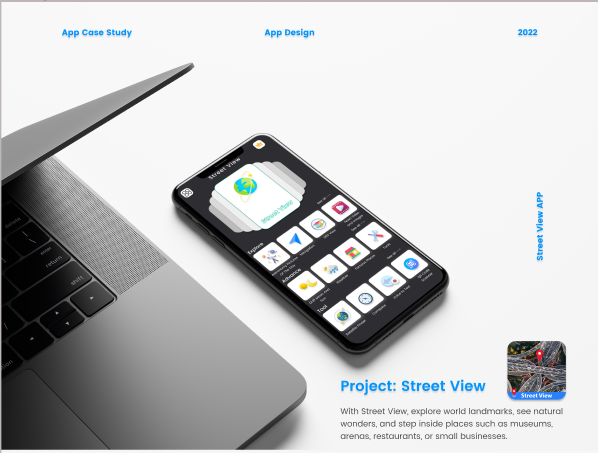 App Case Study
App Design
2022
Street View
Street View APP
Explore
Advance
Tool
return
shift
Project: Street View
Street View
With Street View, explore world landmarks, see natural
wonders, and step inside places such as museums,
arenas, restaurants, or small businesses.